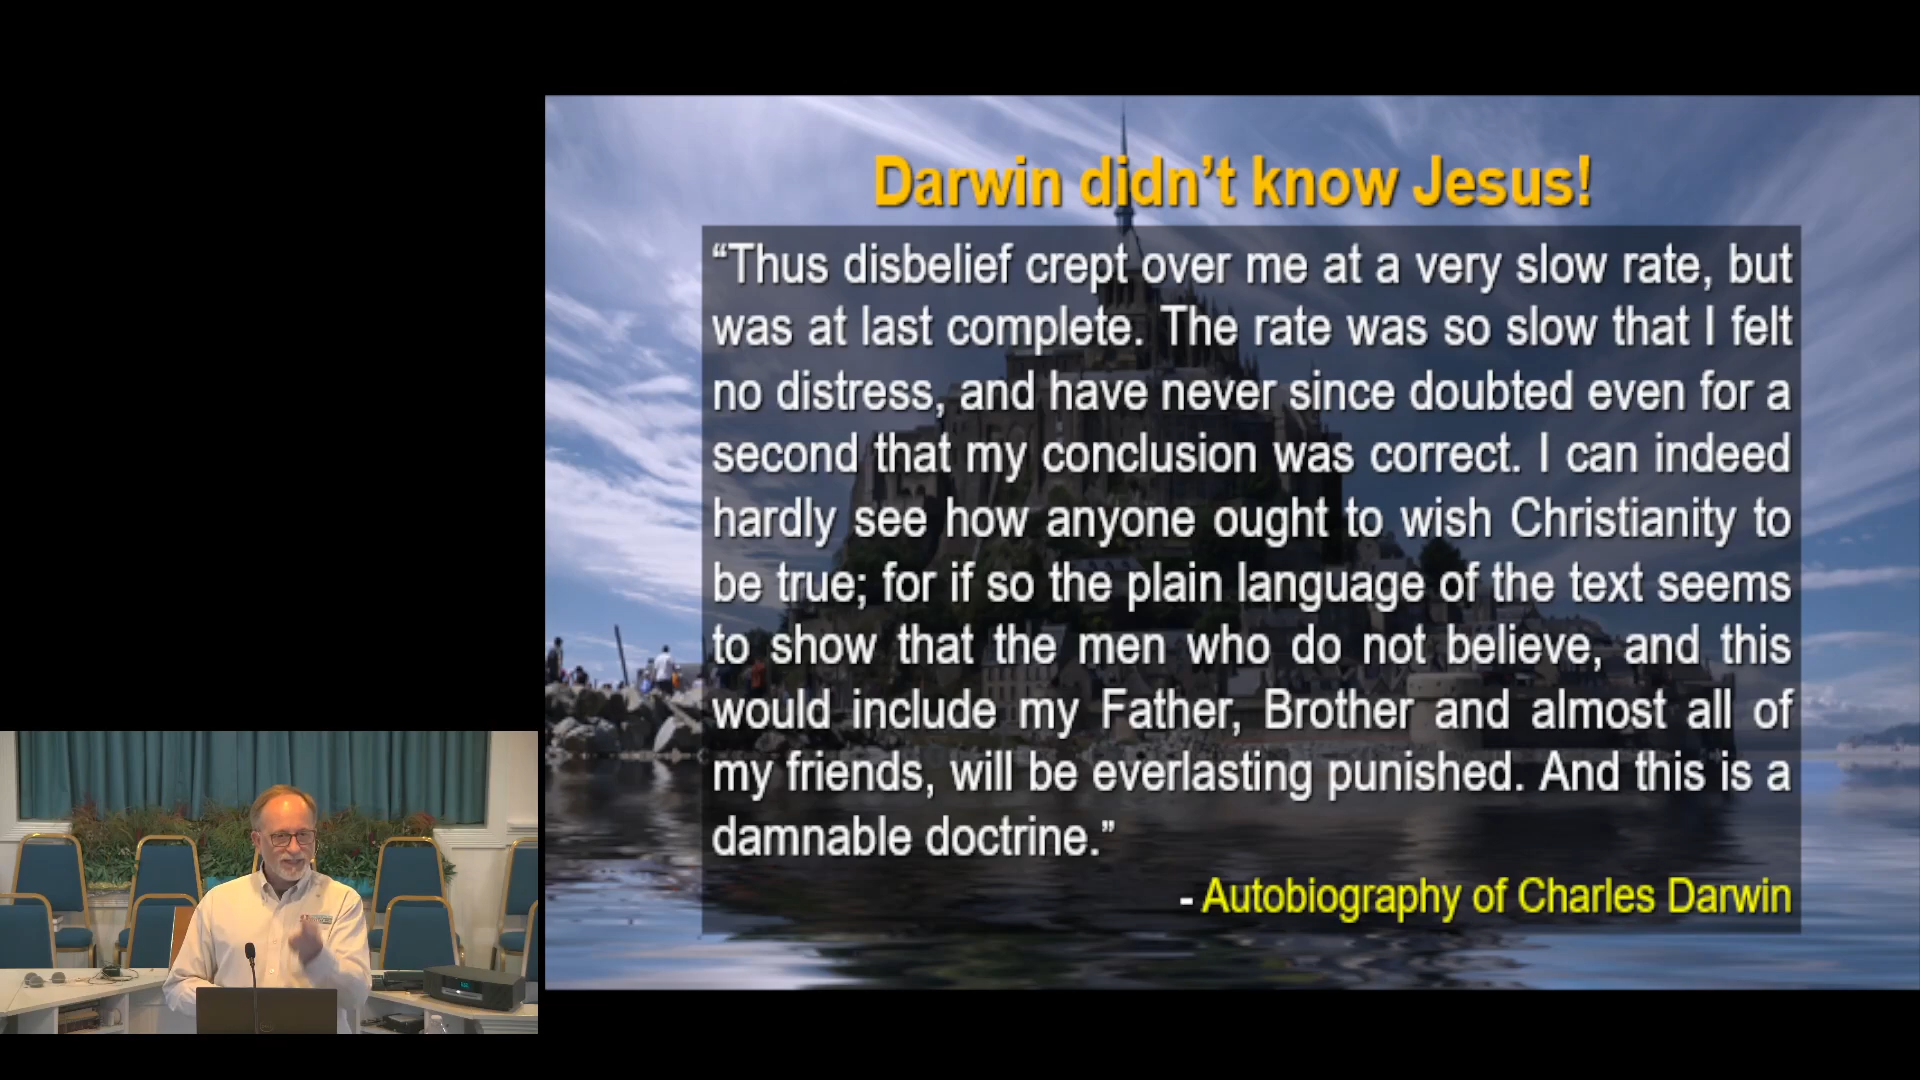 Darwin didn’t know Jesus!
“Thus disbelief crept over me at a very slow rate, but
was at last complete. The rate was so slow that I felt
no distress, and have never since doubted even for a
second that my conclusion was correct. I can indeed
hardly see how anyone ought to wish Christianity to
be true; for if so the plain language of the text seems
to show that the men who do not believe, and this
would include my Father, Brother and almost all of
my friends, will be everlasting punished. And this is a
damnable doctrine.”
- Autobiography of Charles Darwin